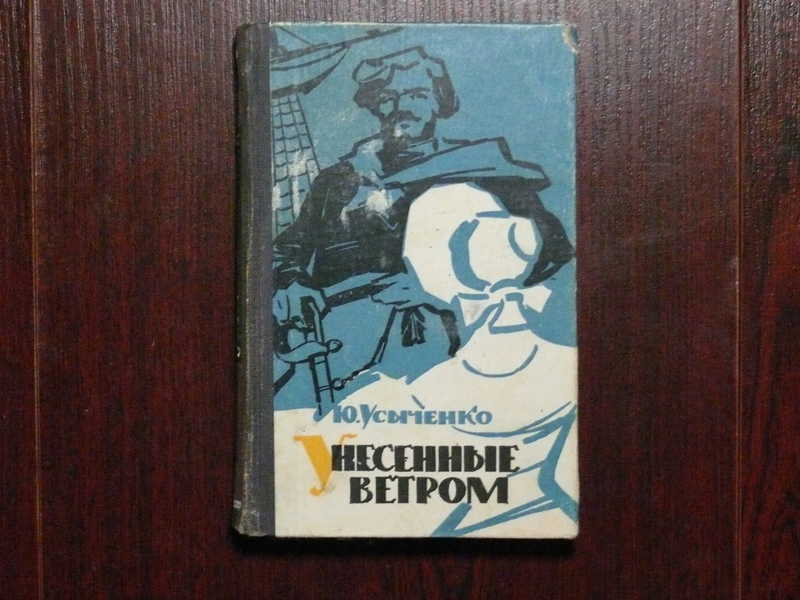 Ю. Усыченко
Унесенные
ветром